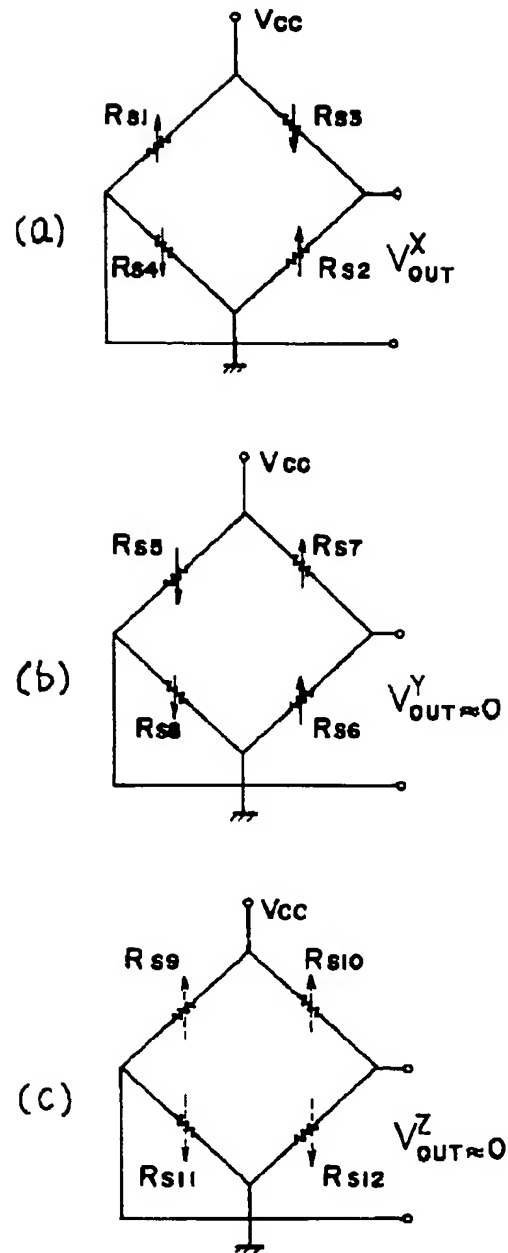 Vcc
Rs1 Rs3
(a)
Rs4 Rs2 V^X_OUT
Vcc
Rs5 Rs7
(b)
Rs8 Rs6 V^Y_OUT≈0
Vcc
Rs9 Rs10
(c)
Rs11 Rs12 V^Z_OUT≈0